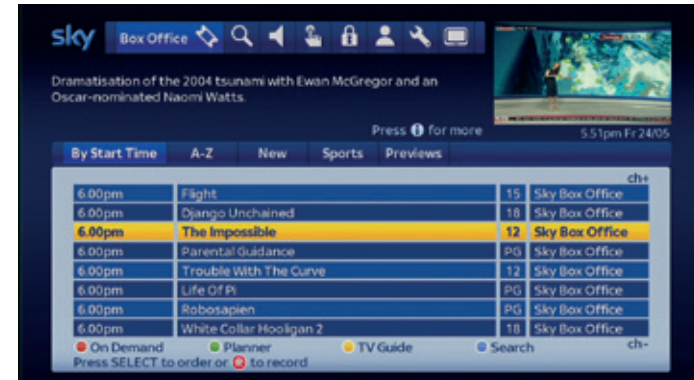 sky Box Office
Dramatisation of the 2004 tsunami with Ewan McGregor and an
Oscar-nominated Naomi Watts.
Press i for more
5.51pm Fr 24/05
By Start Time A-Z New Sports Previews
ch+
6.00pm Flight 15 Sky Box Office
6.00pm Django Unchained 18 Sky Box Office
6.00pm The Impossible 12 Sky Box Office
6.00pm Parental Guidance PG Sky Box Office
6.00pm Trouble With The Curve 12 Sky Box Office
6.00pm Life Of Pi PG Sky Box Office
6.00pm Robosapien PG Sky Box Office
6.00pm White Collar Hooligan 2 18 Sky Box Office
On Demand Planner TV Guide Search ch-
Press SELECT to order or R to record